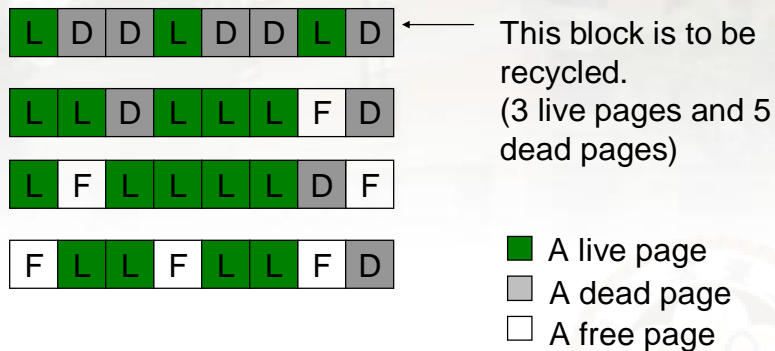 L D D L D D L D
This block is to be
recycled.
(3 live pages and 5
dead pages)
L L D L L L F D
L F L L L L D F
F L L F L L F D
A live page
A dead page
A free page